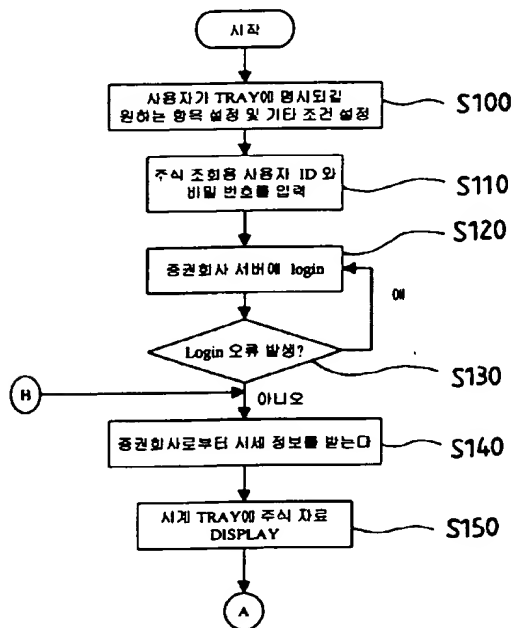 시작
사용자가 TRAY에 명시되길
원하는 항목 설정 및 기타 조건 설정
S100
주식 조회용 사용자 ID 와
비밀 번호를 입력
S110
S120
증권회사 서버에 login
예
Login 오류 발생?
S130
B
아니오
증권회사로부터 시세 정보를 받는다
S140
시계 TRAY에 주식 자료
DISPLAY
S150
A